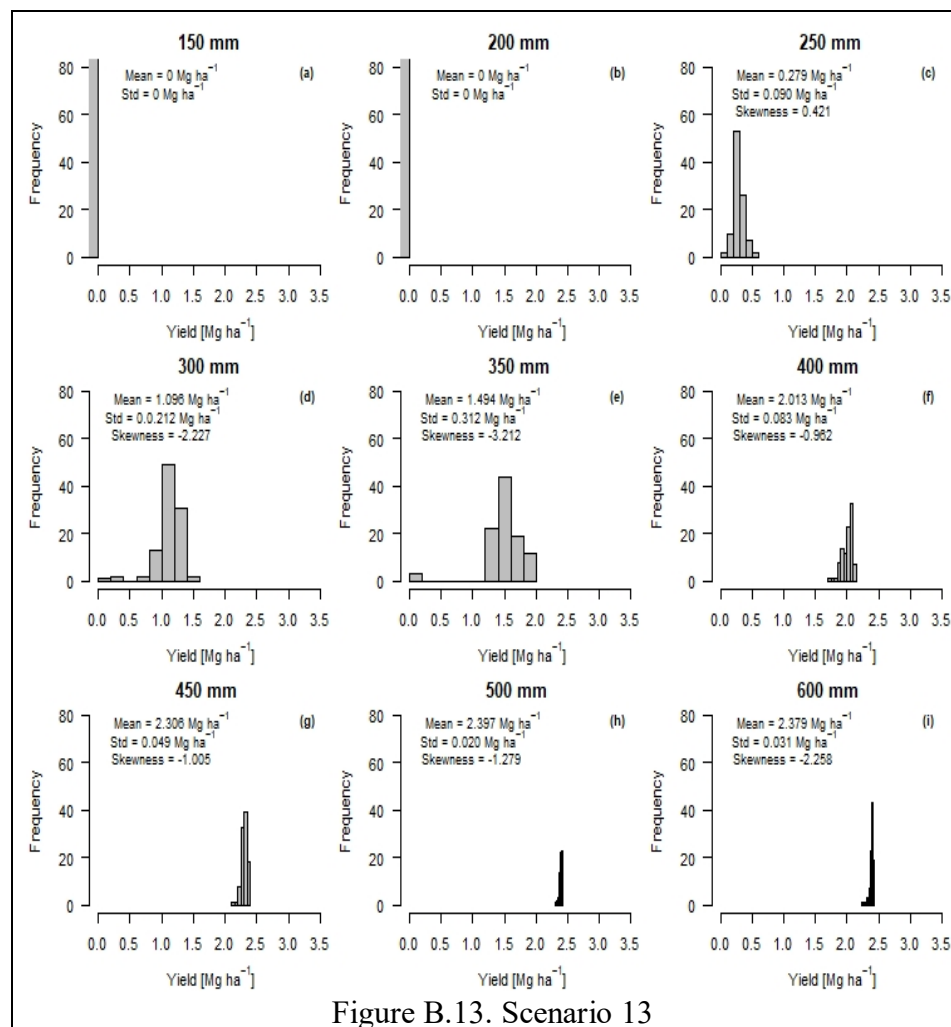 150 mm
80
60
40
20
0
Frequency
Mean = 0 Mg ha⁻¹
Std = 0 Mg ha⁻¹
(a)
0.0 0.5 1.0 1.5 2.0 2.5 3.0 3.5
Yield [Mg ha⁻¹]
200 mm
80
60
40
20
0
Frequency
Mean = 0 Mg ha⁻¹
Std = 0 Mg ha⁻¹
(b)
0.0 0.5 1.0 1.5 2.0 2.5 3.0 3.5
Yield [Mg ha⁻¹]
250 mm
80
60
40
20
0
Frequency
Mean = 0.279 Mg ha⁻¹
Std = 0.090 Mg ha⁻¹
Skewness = 0.421
(c)
0.0 0.5 1.0 1.5 2.0 2.5 3.0 3.5
Yield [Mg ha⁻¹]
300 mm
80
60
40
20
0
Frequency
Mean = 1.096 Mg ha⁻¹
Std = 0.0.212 Mg ha⁻¹
Skewness = -2.227
(d)
0.0 0.5 1.0 1.5 2.0 2.5 3.0 3.5
Yield [Mg ha⁻¹]
350 mm
80
60
40
20
0
Frequency
Mean = 1.494 Mg ha⁻¹
Std = 0.312 Mg ha⁻¹
Skewness = -3.212
(e)
0.0 0.5 1.0 1.5 2.0 2.5 3.0 3.5
Yield [Mg ha⁻¹]
400 mm
80
60
40
20
0
Frequency
Mean = 2.013 Mg ha⁻¹
Std = 0.083 Mg ha⁻¹
Skewness = -0.962
(f)
0.0 0.5 1.0 1.5 2.0 2.5 3.0 3.5
Yield [Mg ha⁻¹]
450 mm
80
60
40
20
0
Frequency
Mean = 2.306 Mg ha⁻¹
Std = 0.049 Mg ha⁻¹
Skewness = -1.005
(g)
0.0 0.5 1.0 1.5 2.0 2.5 3.0 3.5
Yield [Mg ha⁻¹]
500 mm
80
60
40
20
0
Frequency
Mean = 2.397 Mg ha⁻¹
Std = 0.020 Mg ha⁻¹
Skewness = -1.279
(h)
0.0 0.5 1.0 1.5 2.0 2.5 3.0 3.5
Yield [Mg ha⁻¹]
600 mm
80
60
40
20
0
Frequency
Mean = 2.379 Mg ha⁻¹
Std = 0.031 Mg ha⁻¹
Skewness = -2.258
(i)
0.0 0.5 1.0 1.5 2.0 2.5 3.0 3.5
Yield [Mg ha⁻¹]
Figure B.13. Scenario 13